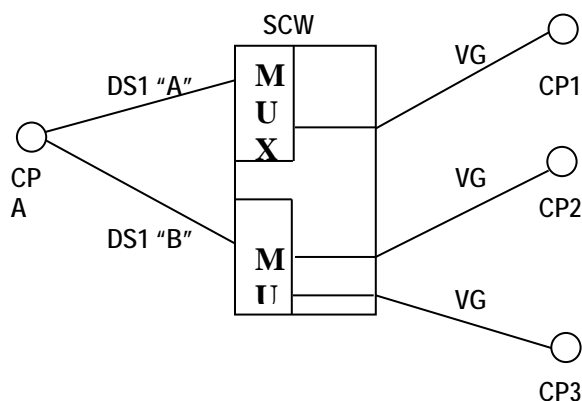 SCW
DS1 “A”
M
U
X
VG
CP1
CP
A
DS1 “B”
VG
CP2
M
U
VG
CP3